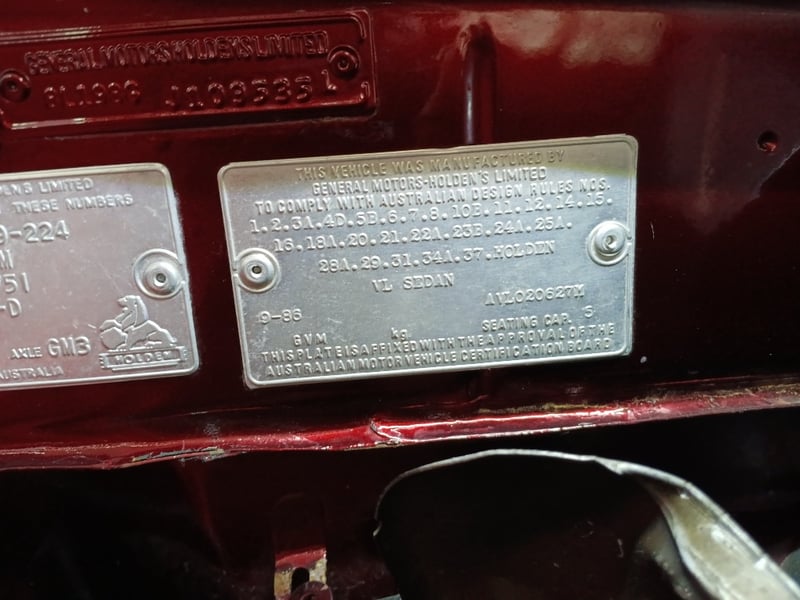 GENERAL MOTORS HOLDEN'S LIMITED
THIS VEHICLE WAS MANUFACTURED BY
GENERAL MOTORS-HOLDEN'S LIMITED
TO COMPLY WITH AUSTRALIAN DESIGN RULES NOS.
1.2.3A.4D.5B.6.7.8.10B.11.12.14.15.
16.18A.20.21.22A.23B.24A.25A.
28A.29.31.34A.37.HOLDEN
VL SEDAN
AVL020627M
9-86
SEATING CAP. 5
GVM kg
THIS PLATE IS AFFIXED WITH THE APPROVAL OF THE
AUSTRALIAN MOTOR VEHICLE CERTIFICATION BOARD
LIMITED
THESE NUMBERS
9-224
751
-D
AXLE GM3
HOLDEN
AUSTRALIA